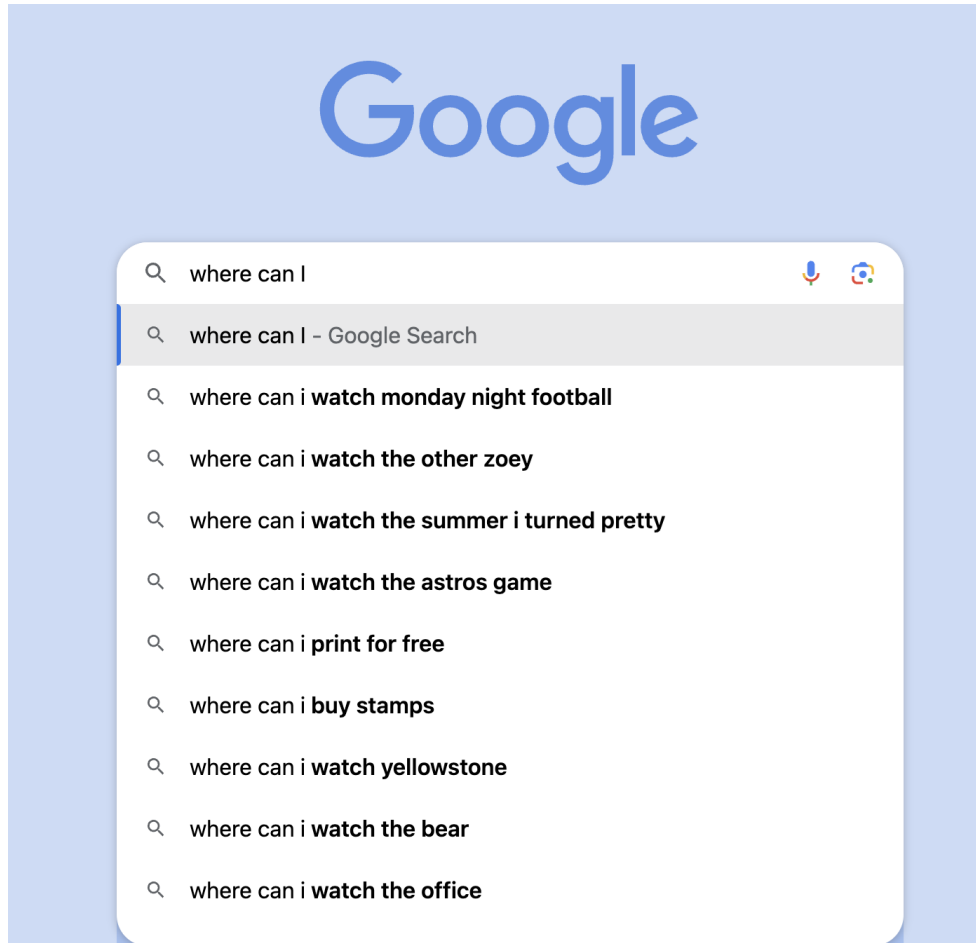 Google
where can I
where can I - Google Search
where can i watch monday night football
where can i watch the other zoey
where can i watch the summer i turned pretty
where can i watch the astros game
where can i print for free
where can i buy stamps
where can i watch yellowstone
where can i watch the bear
where can i watch the office